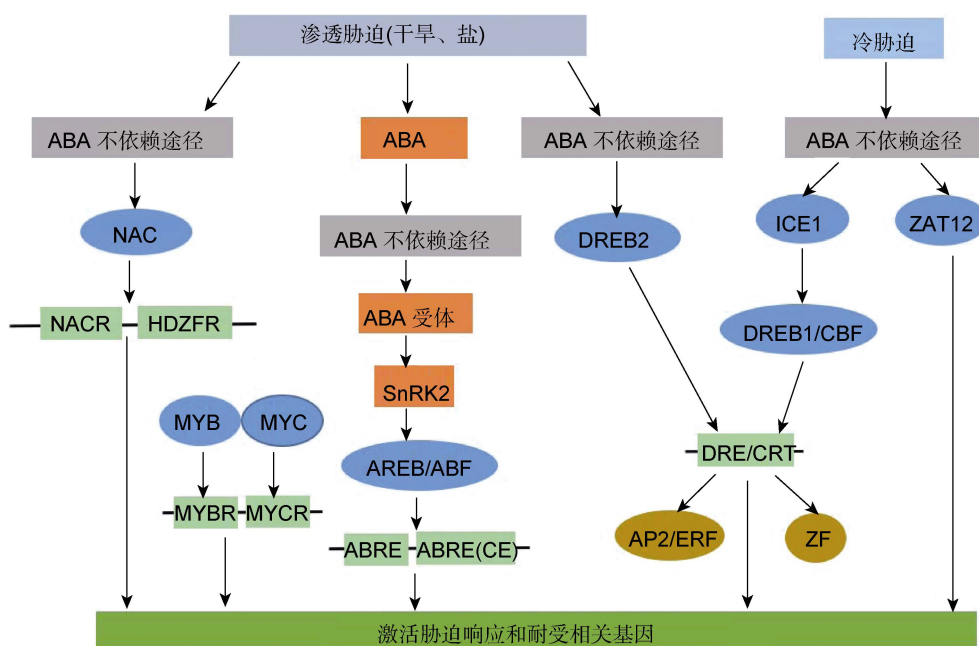 渗透胁迫(干旱、盐)
冷胁迫
ABA 不依赖途径
ABA
ABA 不依赖途径
ABA 不依赖途径
NAC
ABA 不依赖途径
DREB2
ICE1
ZAT12
NACR
HDZFR
ABA 受体
DREB1/CBF
SnRK2
MYB
MYC
AREB/ABF
DRE/CRT
MYBR
MYCR
ABRE
ABRE(CE)
AP2/ERF
ZF
激活胁迫响应和耐受相关基因